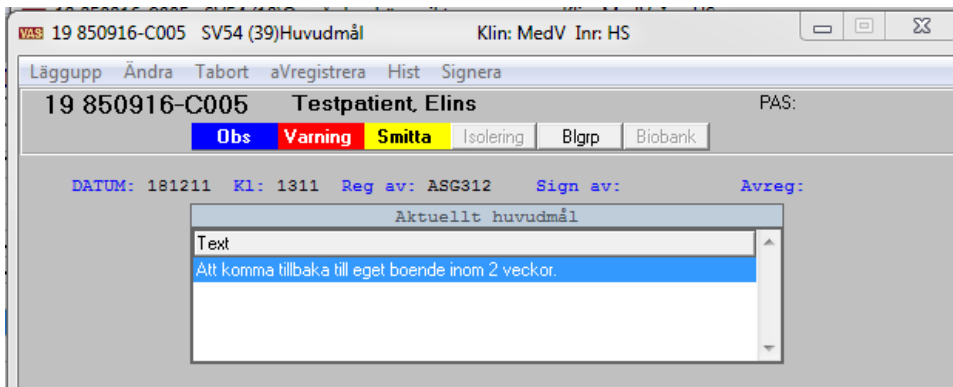 VAS 19 850916-C005 SV54 (39)Huvudmål Klin: MedV Inr: HS
Läggupp Ändra Tabort aVregistrera Hist Signera
19 850916-C005 Testpatient, Elins PAS:
Obs Varning Smitta Isolering Blgrp Biobank
DATUM: 181211 Kl: 1311 Reg av: ASG312 Sign av: Avreg:
Aktuellt huvudmål
Text
Att komma tillbaka till eget boende inom 2 veckor.